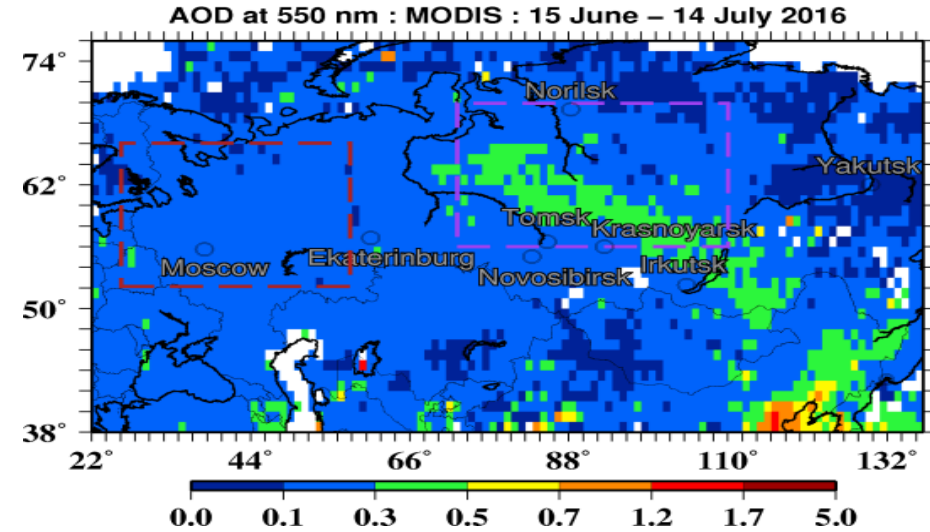 AOD at 550 nm : MODIS : 15 June – 14 July 2016
74°
Norilsk
Yakutsk
62°
Tomsk
Krasnoyarsk
Ekaterinburg
Moscow
Irkutsk
Novosibirsk
50°
38°
22° 44° 66° 88° 110° 132°
0.0 0.1 0.3 0.5 0.7 1.2 1.7 5.0